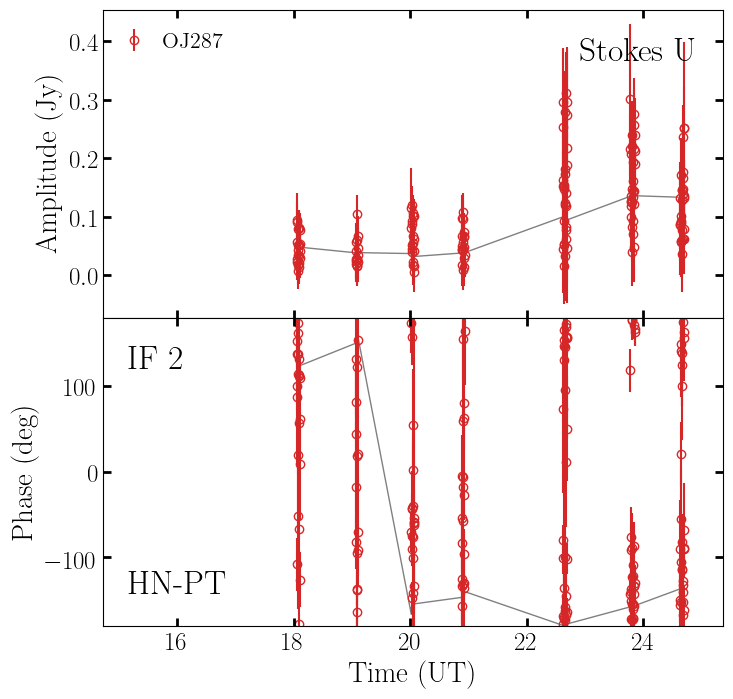 OJ287
Stokes U
0.4
0.3
0.2
0.1
0.0
Amplitude (Jy)
IF 2
100
0
−100
Phase (deg)
HN-PT
16 18 20 22 24
Time (UT)